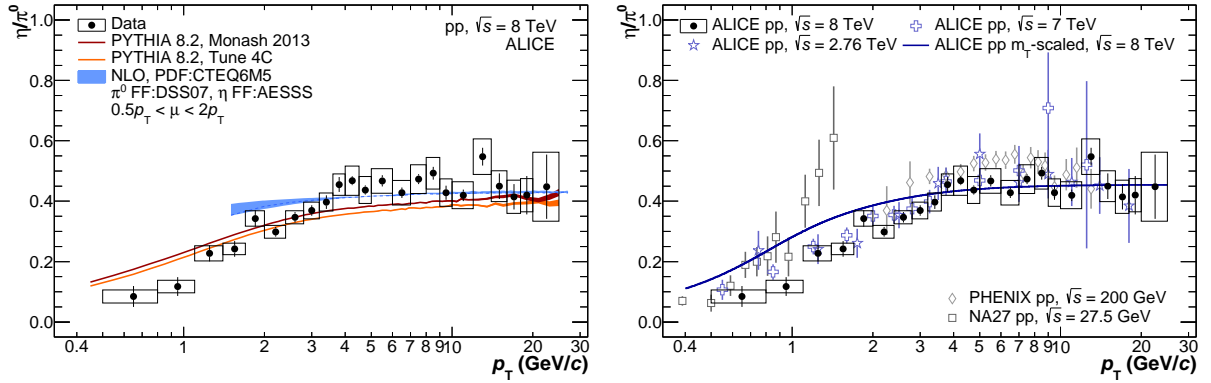 η/π⁰
Data
PYTHIA 8.2, Monash 2013
PYTHIA 8.2, Tune 4C
NLO, PDF:CTEQ6M5
π⁰ FF:DSS07, η FF:AESSS
0.5p_T < μ < 2p_T
pp, √s = 8 TeV
ALICE
1.0
0.8
0.6
0.4
0.2
0.0
0.4 1 2 3 4 5 6 7 8 9 10 20 30
p_T (GeV/c)
η/π⁰
ALICE pp, √s = 8 TeV
ALICE pp, √s = 7 TeV
ALICE pp, √s = 2.76 TeV
ALICE pp m_T-scaled, √s = 8 TeV
1.0
0.8
0.6
0.4
0.2
0.0
PHENIX pp, √s = 200 GeV
NA27 pp, √s = 27.5 GeV
0.4 1 2 3 4 5 6 7 8 9 10 20 30
p_T (GeV/c)